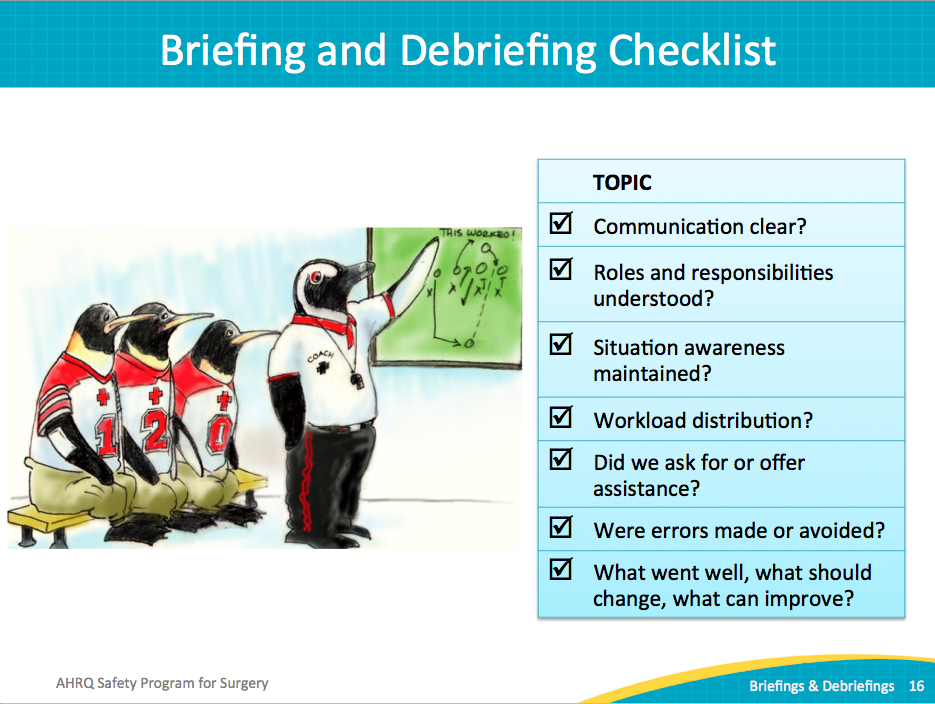 Briefing and Debriefing Checklist
THIS WORKED!
COACH
1
2
0
TOPIC
Communication clear?
Roles and responsibilities
understood?
Situation awareness
maintained?
Workload distribution?
Did we ask for or offer
assistance?
Were errors made or avoided?
What went well, what should
change, what can improve?
AHRQ Safety Program for Surgery
Briefings & Debriefings 16